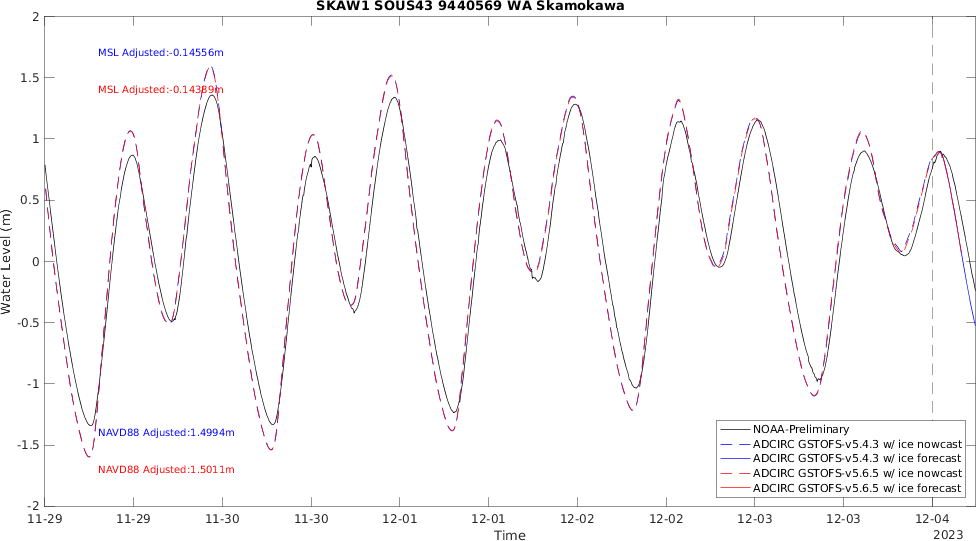 SKAW1 SOUS43 9440569 WA Skamokawa
MSL Adjusted:-0.14556m
MSL Adjusted:-0.14389m
NAVD88 Adjusted:1.4994m
NAVD88 Adjusted:1.5011m
Water Level (m)
2
1.5
1
0.5
0
-0.5
-1
-1.5
-2
NOAA-Preliminary
ADCIRC GSTOFS-v5.4.3 w/ ice nowcast
ADCIRC GSTOFS-v5.4.3 w/ ice forecast
ADCIRC GSTOFS-v5.6.5 w/ ice nowcast
ADCIRC GSTOFS-v5.6.5 w/ ice forecast
11-29 11-29 11-30 11-30 12-01 12-01 12-02 12-02 12-03 12-03 12-04
Time
2023